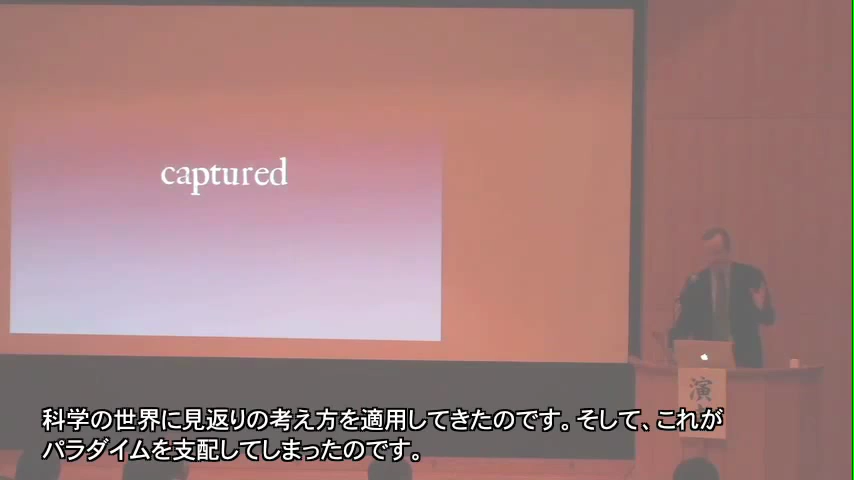 captured
演
科学の世界に見返りの考え方を適用してきたのです。そして、これが
パラダイムを支配してしまったのです。